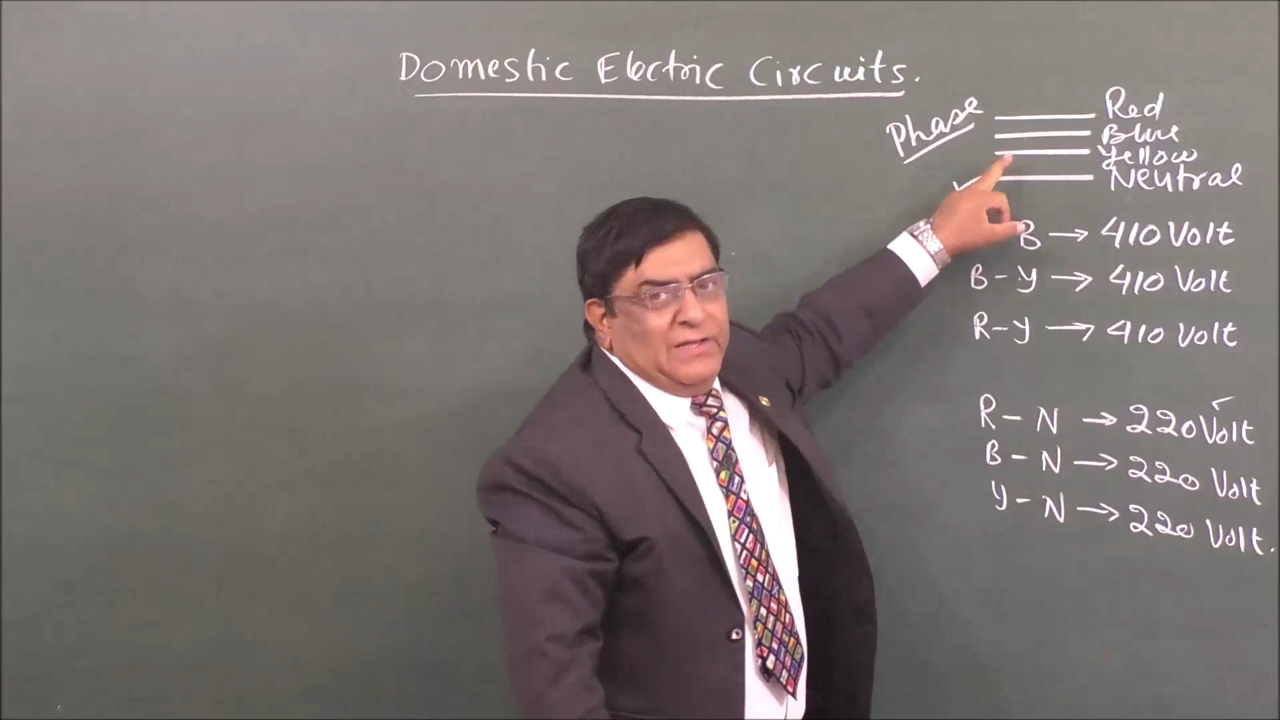 Domestic Electric Circuits.
Phase
Red
Blue
Yellow
Neutral
B → 410 Volt
B - Y → 410 Volt
R - Y → 410 Volt
R - N → 220 Volt
B - N → 220 Volt
Y - N → 220 Volt.